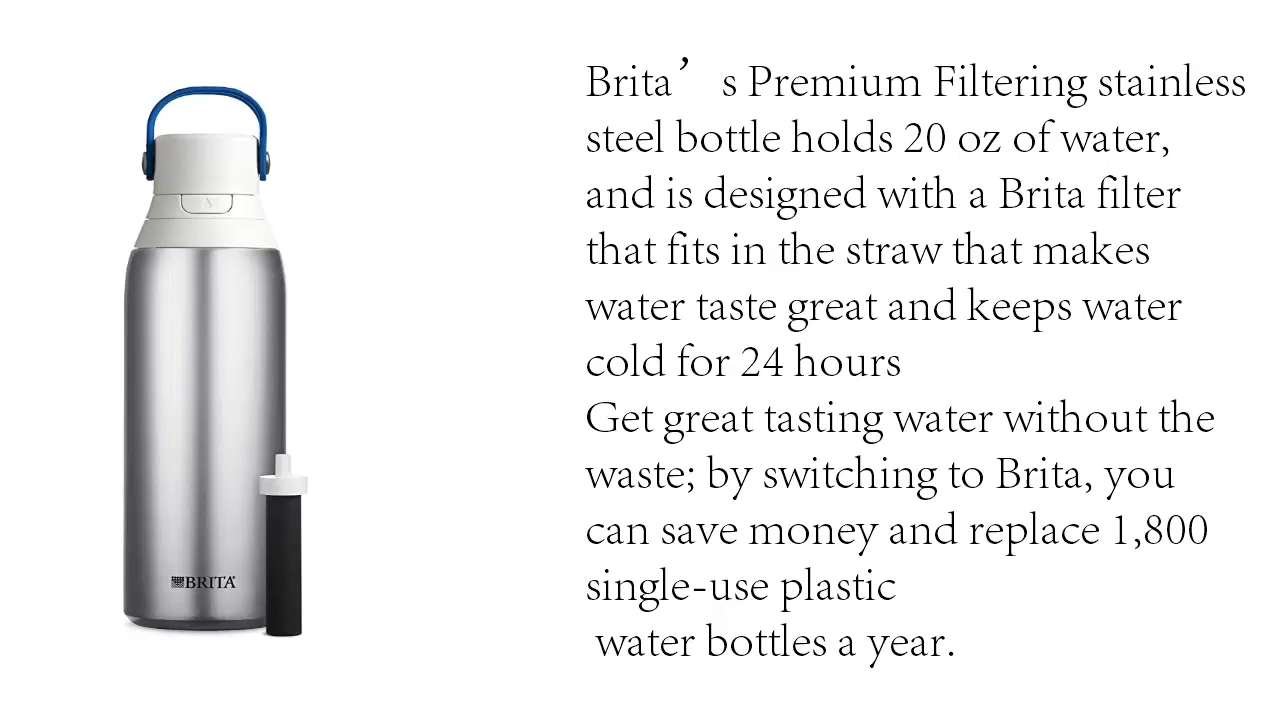 BRITA
Brita’s Premium Filtering stainless
steel bottle holds 20 oz of water,
and is designed with a Brita filter
that fits in the straw that makes
water taste great and keeps water
cold for 24 hours
Get great tasting water without the
waste; by switching to Brita, you
can save money and replace 1,800
single-use plastic
water bottles a year.